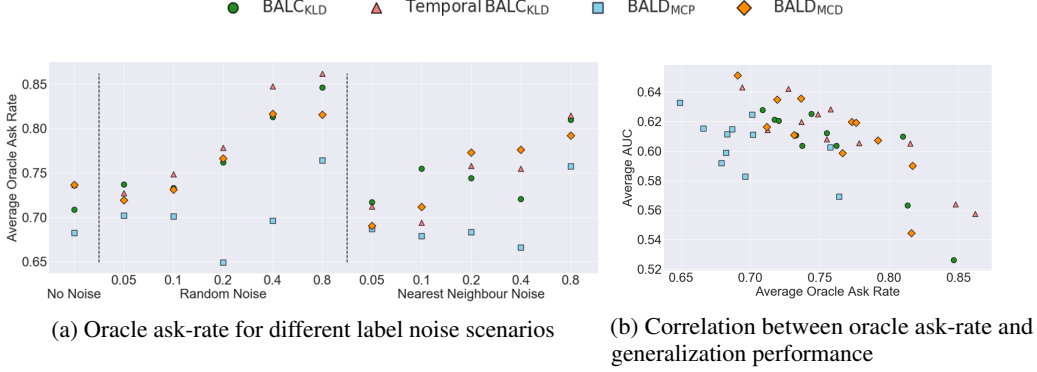 BALC_KLD Temporal BALC_KLD BALD_MCP BALD_MCD
Average Oracle Ask Rate
0.85
0.80
0.75
0.70
0.65
0.05 0.1 0.2 0.4 0.8 0.05 0.1 0.2 0.4 0.8
No Noise Random Noise Nearest Neighbour Noise
(a) Oracle ask-rate for different label noise scenarios
Average AUC
0.64
0.62
0.60
0.58
0.56
0.54
0.52
0.65 0.70 0.75 0.80 0.85
Average Oracle Ask Rate
(b) Correlation between oracle ask-rate and
generalization performance